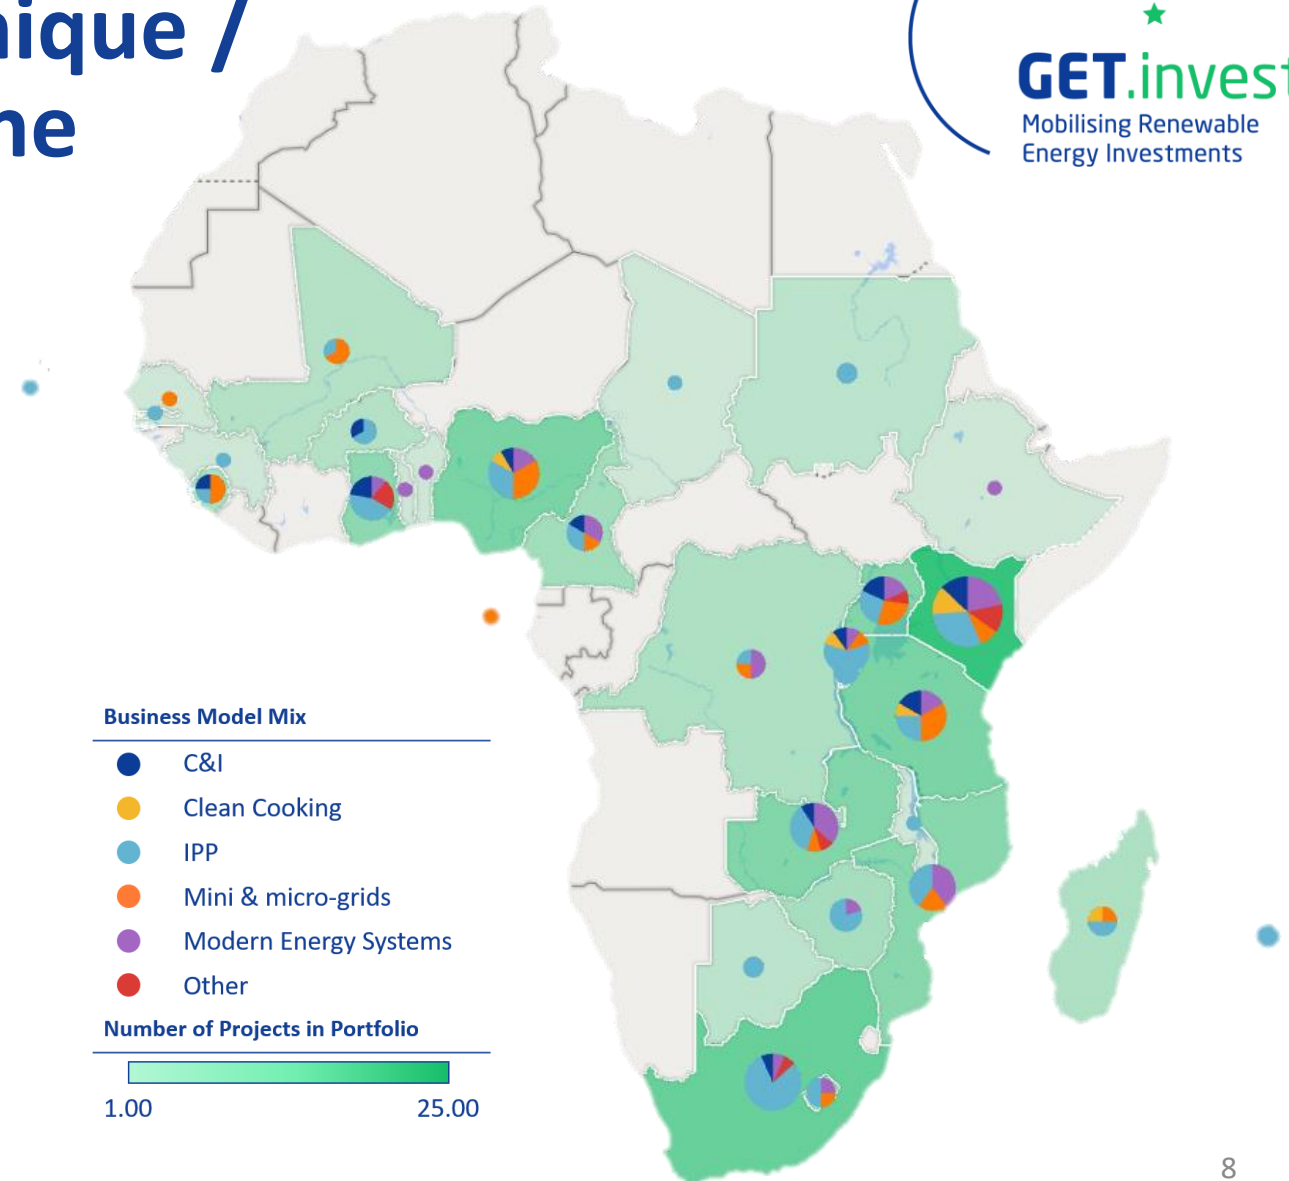 nique /
ne
GET.invest
Mobilising Renewable
Energy Investments
Business Model Mix
C&I
Clean Cooking
IPP
Mini & micro-grids
Modern Energy Systems
Other
Number of Projects in Portfolio
1.00 25.00
8